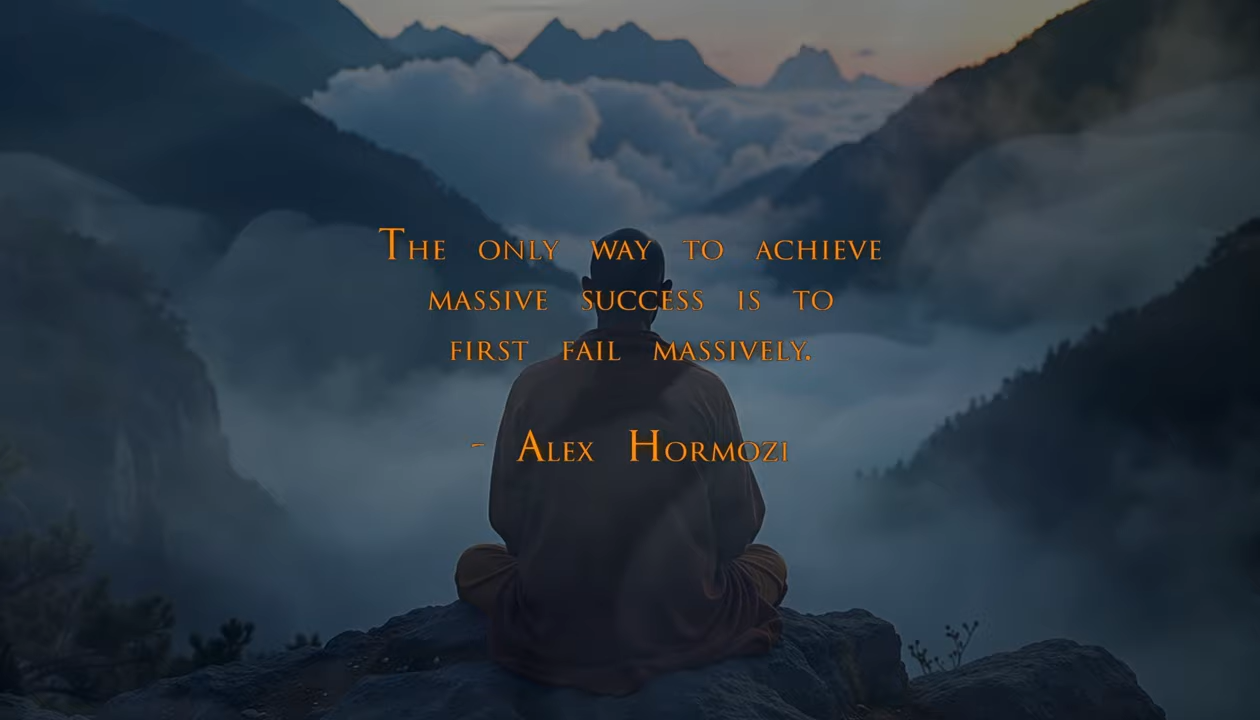 The only way to achieve
massive success is to
first fail massively.
- Alex Hormozi